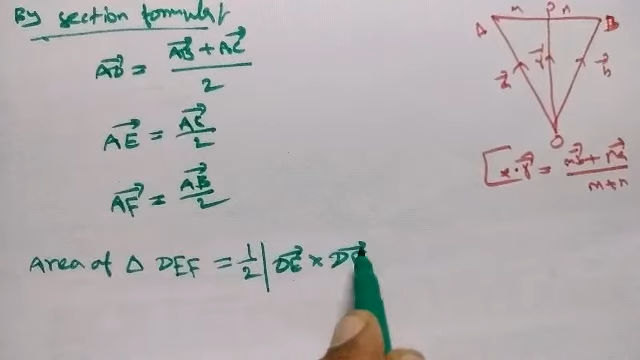 By section formula
A P B
m n
AD = AB + AC / 2
a r b
AE = AC / 2
O
r = mb + na / m+n
AF = AB / 2
Area of Δ DEF = 1/2 | DE × D